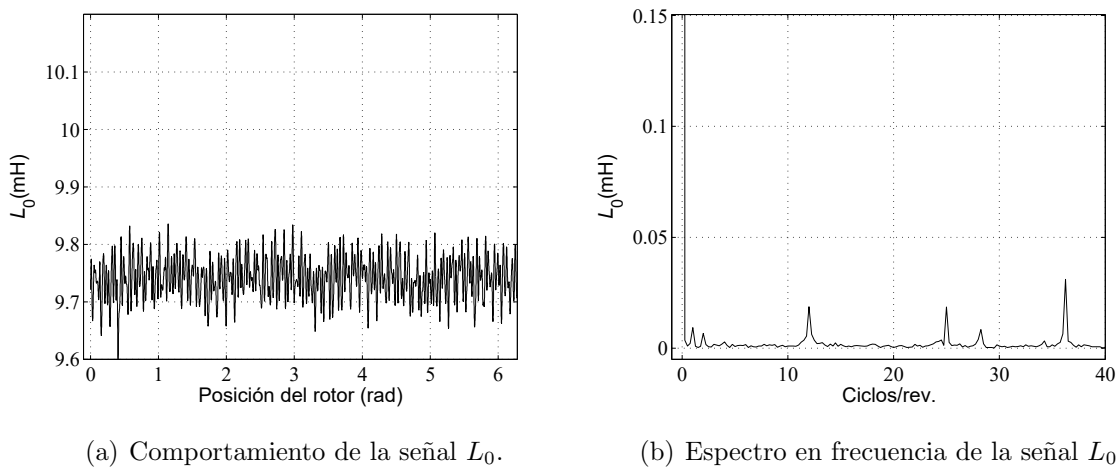 10.1
10
9.9
9.8
9.7
9.6
L0(mH)
0 1 2 3 4 5 6
Posición del rotor (rad)
(a) Comportamiento de la señal L0.
0.15
0.1
0.05
0
L0(mH)
0 10 20 30 40
Ciclos/rev.
(b) Espectro en frecuencia de la señal L0